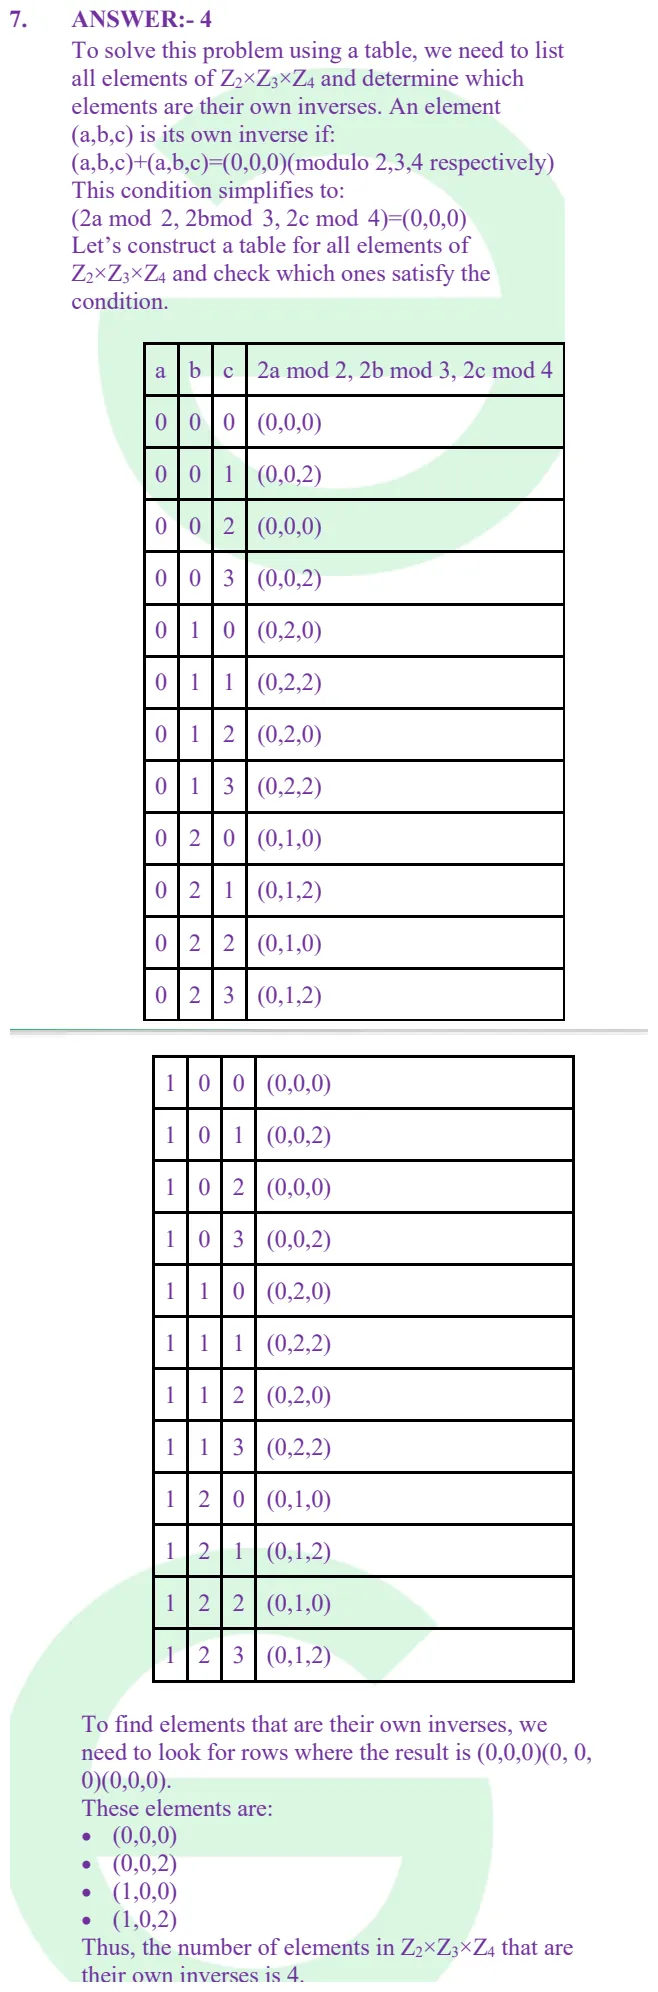 7. ANSWER:- 4
To solve this problem using a table, we need to list
all elements of Z₂×Z₃×Z₄ and determine which
elements are their own inverses. An element
(a,b,c) is its own inverse if:
(a,b,c)+(a,b,c)=(0,0,0)(modulo 2,3,4 respectively)
This condition simplifies to:
(2a mod 2, 2bmod 3, 2c mod 4)=(0,0,0)
Let’s construct a table for all elements of
Z₂×Z₃×Z₄ and check which ones satisfy the
condition.
a b c 2a mod 2, 2b mod 3, 2c mod 4
0 0 0 (0,0,0)
0 0 1 (0,0,2)
0 0 2 (0,0,0)
0 0 3 (0,0,2)
0 1 0 (0,2,0)
0 1 1 (0,2,2)
0 1 2 (0,2,0)
0 1 3 (0,2,2)
0 2 0 (0,1,0)
0 2 1 (0,1,2)
0 2 2 (0,1,0)
0 2 3 (0,1,2)
1 0 0 (0,0,0)
1 0 1 (0,0,2)
1 0 2 (0,0,0)
1 0 3 (0,0,2)
1 1 0 (0,2,0)
1 1 1 (0,2,2)
1 1 2 (0,2,0)
1 1 3 (0,2,2)
1 2 0 (0,1,0)
1 2 1 (0,1,2)
1 2 2 (0,1,0)
1 2 3 (0,1,2)
To find elements that are their own inverses, we
need to look for rows where the result is (0,0,0)(0, 0,
0)(0,0,0).
These elements are:
• (0,0,0)
• (0,0,2)
• (1,0,0)
• (1,0,2)
Thus, the number of elements in Z₂×Z₃×Z₄ that are
their own inverses is 4.